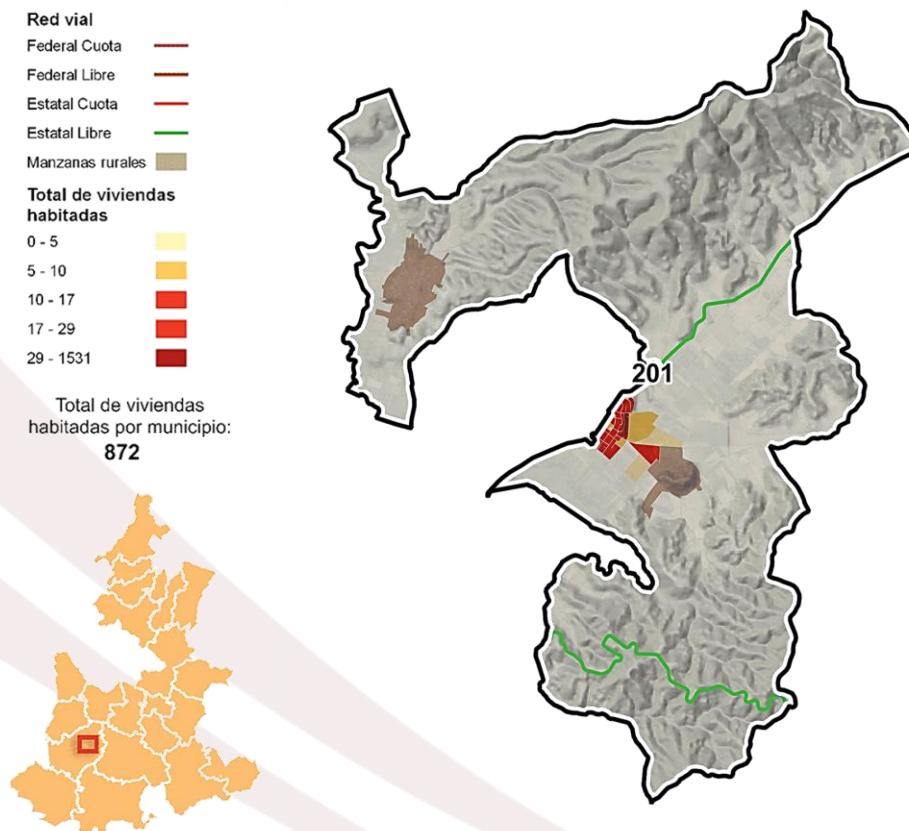 Red vial
Federal Cuota
Federal Libre
Estatal Cuota
Estatal Libre
Manzanas rurales
Total de viviendas
habitadas
0 - 5
5 - 10
10 - 17
17 - 29
29 - 1531
Total de viviendas
habitadas por municipio:
872
201